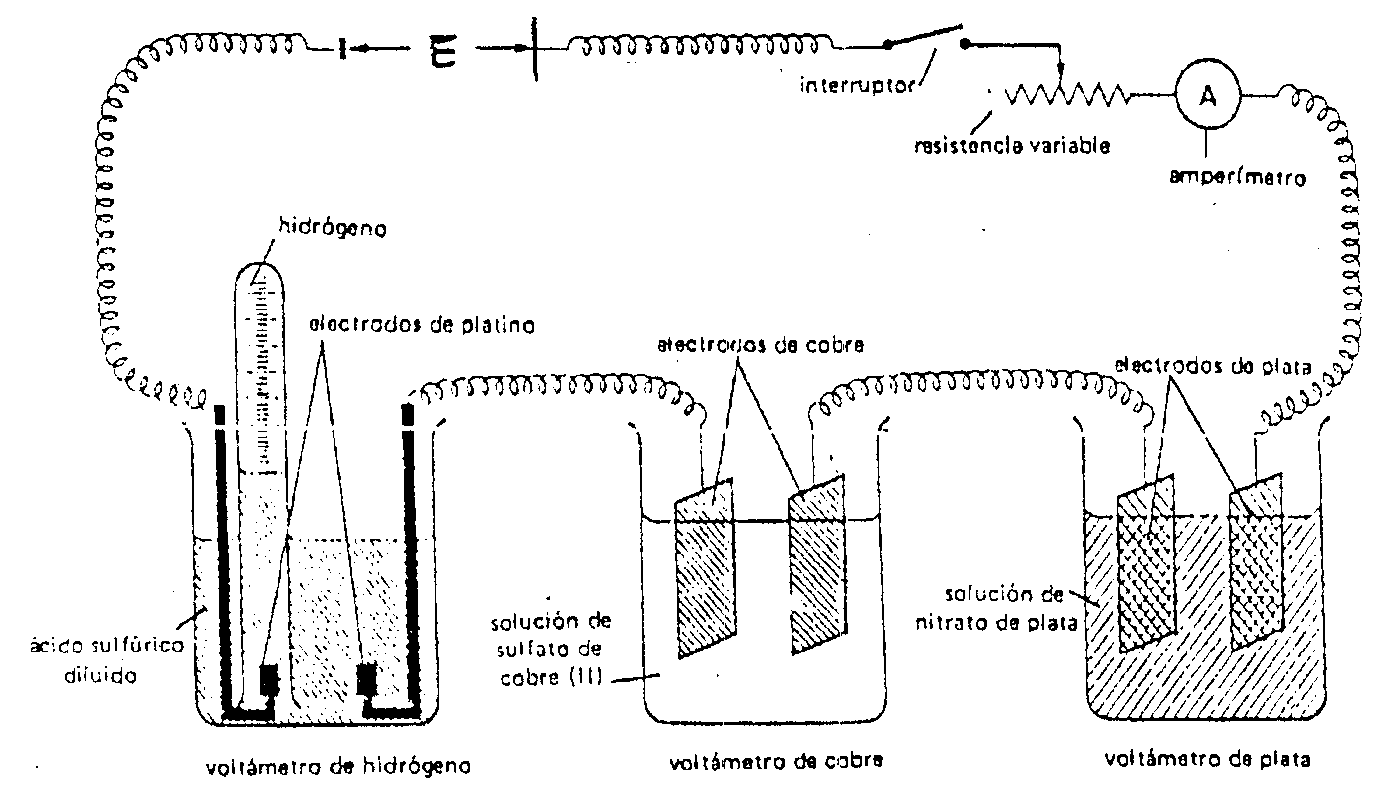 E
interruptor
A
resistencia variable
amperímetro
hidrógeno
electrodos de platino
electrodos de cobre
electrodos de plata
ácido sulfúrico
diluido
solución de
sulfato de
cobre (II)
solución de
nitrato de plata
voltámetro de hidrógeno
voltámetro de cobre
voltámetro de plata